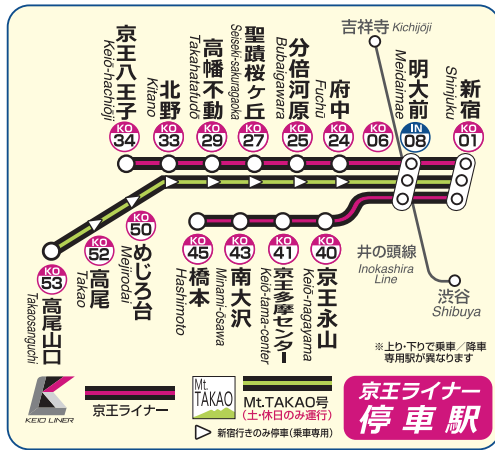 吉祥寺 Kichijōji
京王八王子
Keiō-hachiōji
KO
34
北野
Kitano
KO
33
高幡不動
Takahatafudō
KO
29
聖蹟桜ヶ丘
Seiseki-sakuragaoka
KO
27
分倍河原
Bubaigawara
KO
25
府中
Fuchū
KO
24
KO
06
明大前
Meidaimae
IN
08
新宿
Shinjuku
KO
01
KO
53
高尾山口
Takaosanguchi
KO
52
高尾
Takao
KO
50
めじろ台
Mejirodai
KO
45
橋本
Hashimoto
KO
43
南大沢
Minami-ōsawa
KO
41
京王多摩センター
Keiō-tama-center
KO
40
京王永山
Keiō-nagayama
井の頭線
Inokashira
Line
渋谷
Shibuya
※上り・下りで乗車／降車
専用駅が異なります
KEIO LINER
京王ライナー
Mt.
TAKAO
Mt.TAKAO号
(土・休日のみ運行)
新宿行きのみ停車(乗車専用)
京王ライナー
停車駅